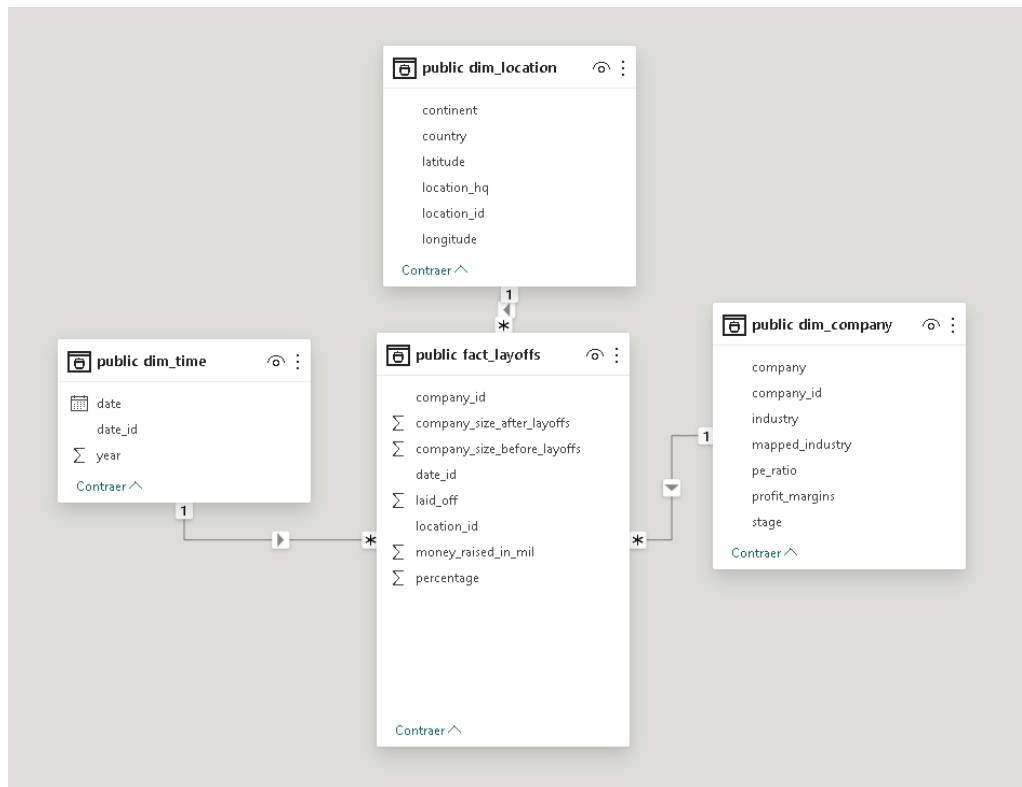 public dim_location
continent
country
latitude
location_hq
location_id
longitude
Contraer
1
*
public dim_time
date
date_id
year
Contraer
1
*
public fact_layoffs
company_id
company_size_after_layoffs
company_size_before_layoffs
date_id
laid_off
location_id
money_raised_in_mil
percentage
Contraer
public dim_company
company
company_id
industry
mapped_industry
pe_ratio
profit_margins
stage
Contraer
1
*